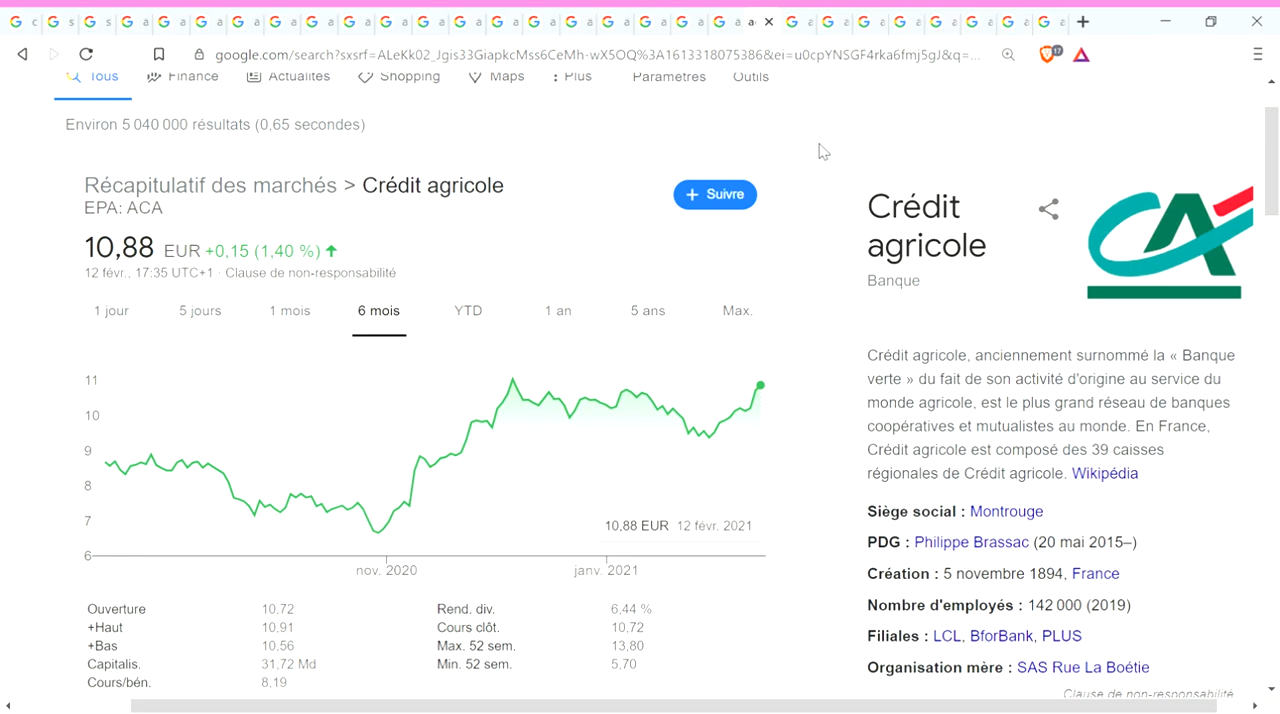 c s s a a a a a a a a a a a a a a a a a a a a a a a a a a
google.com/search?sxsrf=ALeKk02_Jgis33GiapkcMss6CeMh-wX5OQ%3A1613318075386&ei=u0cpYNSGF4rka6fmj5gJ&q=...
17
Tous Finance Actualités Shopping Maps Plus Paramètres Outils
Environ 5 040 000 résultats (0,65 secondes)
Récapitulatif des marchés > Crédit agricole
EPA: ACA
+ Suivre
10,88 EUR +0,15 (1,40 %)
12 févr., 17:35 UTC+1 · Clause de non-responsabilité
1 jour 5 jours 1 mois 6 mois YTD 1 an 5 ans Max.
11
10
9
8
7
6
10,88 EUR 12 févr. 2021
nov. 2020 janv. 2021
Ouverture 10,72 Rend. div. 6,44 %
+Haut 10,91 Cours clôt. 10,72
+Bas 10,56 Max. 52 sem. 13,80
Capitalis. 31,72 Md Min. 52 sem. 5,70
Cours/bén. 8,19
Crédit
agricole
Banque
CA
Crédit agricole, anciennement surnommé la « Banque
verte » du fait de son activité d'origine au service du
monde agricole, est le plus grand réseau de banques
coopératives et mutualistes au monde. En France,
Crédit agricole est composé des 39 caisses
régionales de Crédit agricole. Wikipédia
Siège social : Montrouge
PDG : Philippe Brassac (20 mai 2015–)
Création : 5 novembre 1894, France
Nombre d'employés : 142 000 (2019)
Filiales : LCL, BforBank, PLUS
Organisation mère : SAS Rue La Boétie
Clause de non-responsabilité